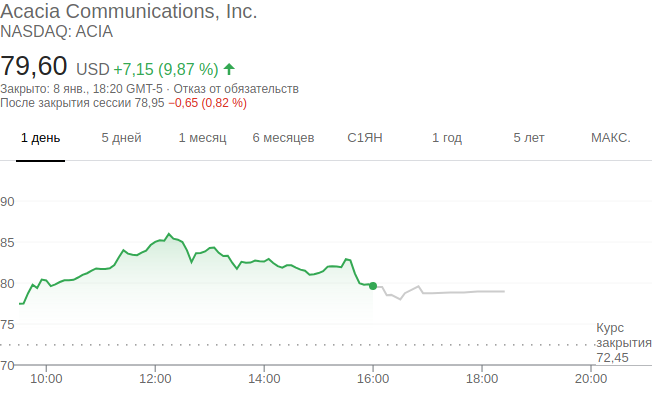 Acacia Communications, Inc.
NASDAQ: ACIA
79,60 USD +7,15 (9,87 %)
Закрыто: 8 янв., 18:20 GMT-5 · Отказ от обязательств
После закрытия сессии 78,95 −0,65 (0,82 %)
1 день 5 дней 1 месяц 6 месяцев С1ЯН 1 год 5 лет МАКС.
90
85
80
75
Курс
закрытия
72,45
70
10:00 12:00 14:00 16:00 18:00 20:00